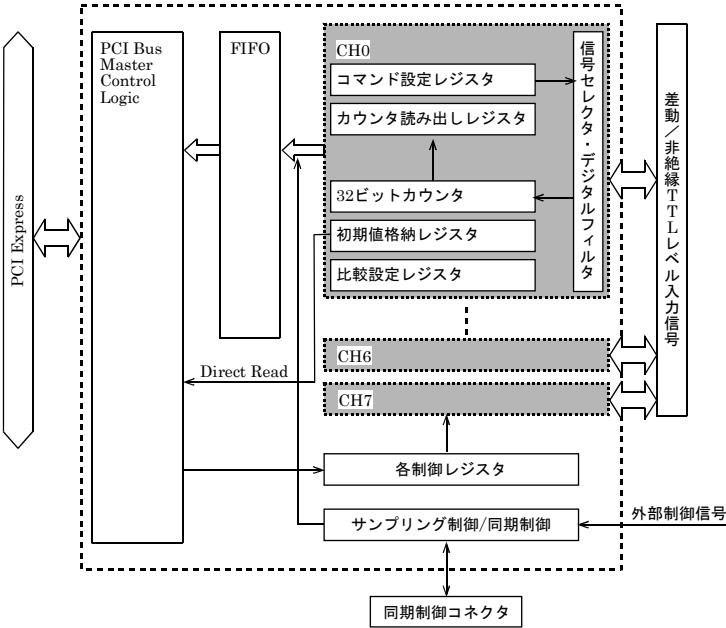 PCI Express
PCI Bus
Master
Control
Logic
FIFO
CH0
コマンド設定レジスタ
カウンタ読み出しレジスタ
32ビットカウンタ
初期値格納レジスタ
比較設定レジスタ
信号セレクタ・デジタルフィルタ
差動／非絶縁TTLレベル入力信号
CH6
Direct Read
CH7
各制御レジスタ
サンプリング制御/同期制御
外部制御信号
同期制御コネクタ